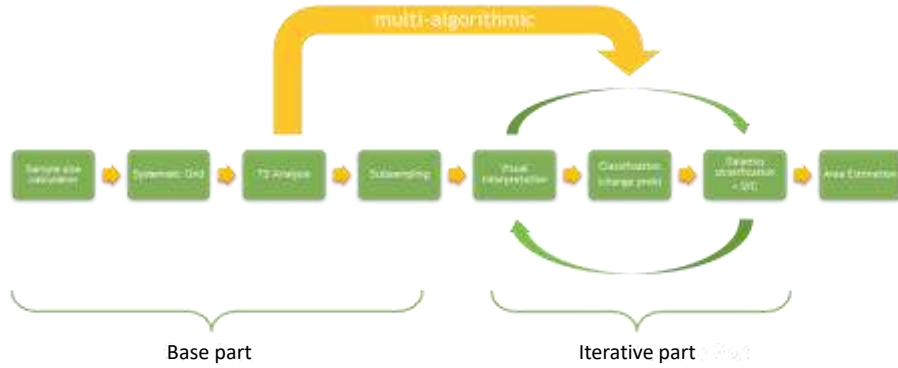 multi-algorithmic
Sample size
calculation
Systematic Grid
TS Analysis
Subsampling
Visual
Interpretation
Classification
(change prob)
stratification
Area Estimation
Base part
Iterative part